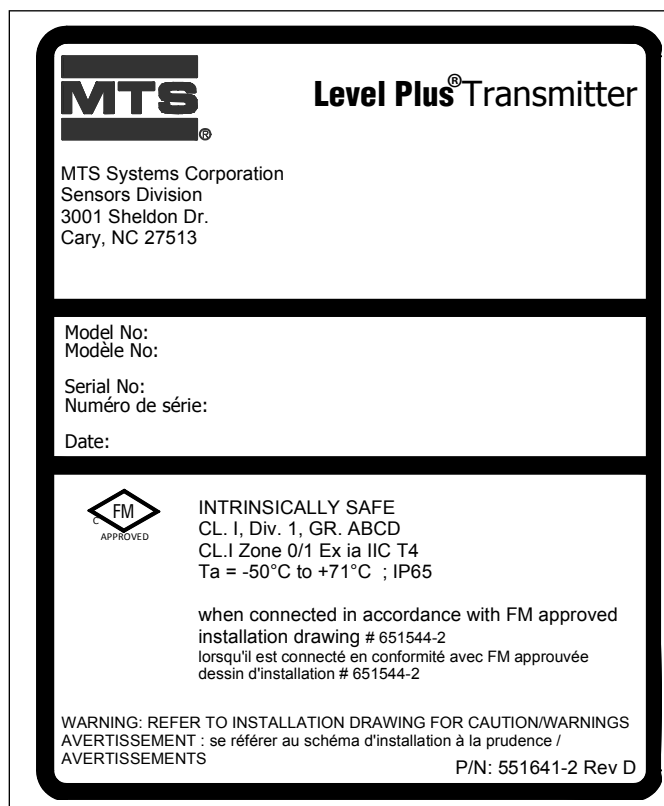 MTS
®
Level Plus® Transmitter
MTS Systems Corporation
Sensors Division
3001 Sheldon Dr.
Cary, NC 27513
Model No:
Modèle No:
Serial No:
Numéro de série:
Date:
C FM
APPROVED
INTRINSICALLY SAFE
CL. I, Div. 1, GR. ABCD
CL.I Zone 0/1 Ex ia IIC T4
Ta = -50°C to +71°C ; IP65
when connected in accordance with FM approved
installation drawing # 651544-2
lorsqu'il est connecté en conformité avec FM approuvée
dessin d'installation # 651544-2
WARNING: REFER TO INSTALLATION DRAWING FOR CAUTION/WARNINGS
AVERTISSEMENT : se référer au schéma d'installation à la prudence /
AVERTISSEMENTS
P/N: 551641-2 Rev D